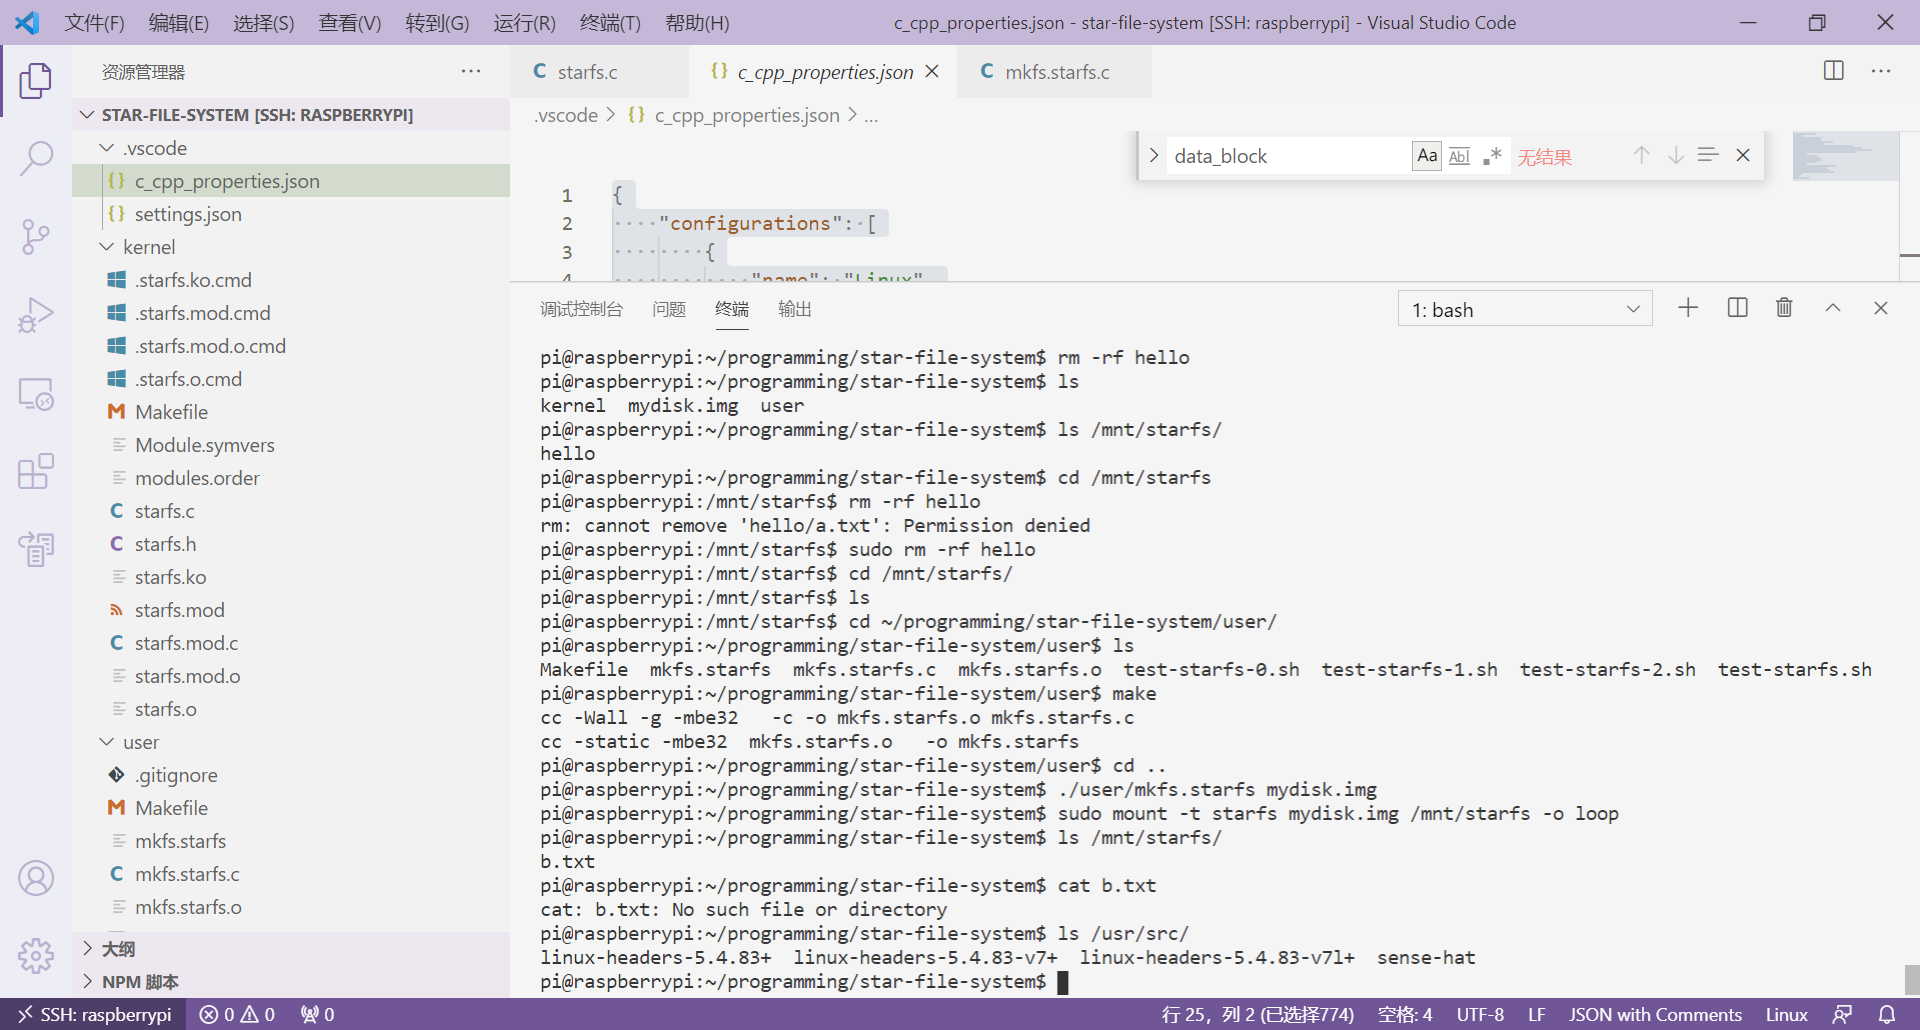 文件(F) 编辑(E) 选择(S) 查看(V) 转到(G) 运行(R) 终端(T) 帮助(H) c_cpp_properties.json - star-file-system [SSH: raspberrypi] - Visual Studio Code
资源管理器
STAR-FILE-SYSTEM [SSH: RASPBERRYPI]
.vscode
{} c_cpp_properties.json
{} settings.json
kernel
.starfs.ko.cmd
.starfs.mod.cmd
.starfs.mod.o.cmd
.starfs.o.cmd
M Makefile
Module.symvers
modules.order
C starfs.c
C starfs.h
starfs.ko
starfs.mod
C starfs.mod.c
starfs.mod.o
starfs.o
user
.gitignore
M Makefile
mkfs.starfs
C mkfs.starfs.c
mkfs.starfs.o
大纲
NPM 脚本
C starfs.c {} c_cpp_properties.json C mkfs.starfs.c
.vscode > {} c_cpp_properties.json > ...
data_block Aa Abl .* 无结果
1 {
2 ····"configurations":·[
3 ········{
4 ············"name":·"Linux"
调试控制台 问题 终端 输出 1: bash
pi@raspberrypi:~/programming/star-file-system$ rm -rf hello
pi@raspberrypi:~/programming/star-file-system$ ls
kernel  mydisk.img  user
pi@raspberrypi:~/programming/star-file-system$ ls /mnt/starfs/
hello
pi@raspberrypi:~/programming/star-file-system$ cd /mnt/starfs
pi@raspberrypi:/mnt/starfs$ rm -rf hello
rm: cannot remove 'hello/a.txt': Permission denied
pi@raspberrypi:/mnt/starfs$ sudo rm -rf hello
pi@raspberrypi:/mnt/starfs$ cd /mnt/starfs/
pi@raspberrypi:/mnt/starfs$ ls
pi@raspberrypi:/mnt/starfs$ cd ~/programming/star-file-system/user/
pi@raspberrypi:~/programming/star-file-system/user$ ls
Makefile  mkfs.starfs  mkfs.starfs.c  mkfs.starfs.o  test-starfs-0.sh  test-starfs-1.sh  test-starfs-2.sh  test-starfs.sh
pi@raspberrypi:~/programming/star-file-system/user$ make
cc -Wall -g -mbe32   -c -o mkfs.starfs.o mkfs.starfs.c
cc -static -mbe32  mkfs.starfs.o   -o mkfs.starfs
pi@raspberrypi:~/programming/star-file-system/user$ cd ..
pi@raspberrypi:~/programming/star-file-system$ ./user/mkfs.starfs mydisk.img
pi@raspberrypi:~/programming/star-file-system$ sudo mount -t starfs mydisk.img /mnt/starfs -o loop
pi@raspberrypi:~/programming/star-file-system$ ls /mnt/starfs/
b.txt
pi@raspberrypi:~/programming/star-file-system$ cat b.txt
cat: b.txt: No such file or directory
pi@raspberrypi:~/programming/star-file-system$ ls /usr/src/
linux-headers-5.4.83+  linux-headers-5.4.83-v7+  linux-headers-5.4.83-v7l+  sense-hat
pi@raspberrypi:~/programming/star-file-system$
SSH: raspberrypi 0 0 0 行 25，列 2 (已选择774) 空格: 4 UTF-8 LF JSON with Comments Linux